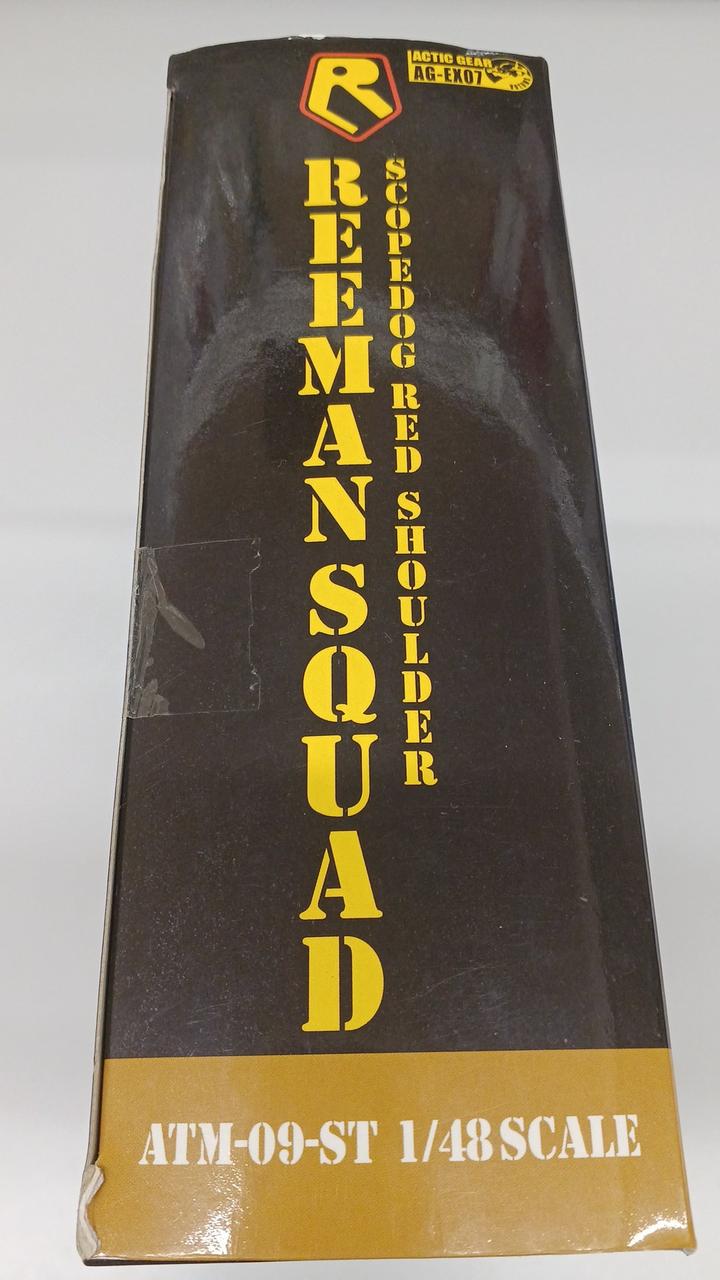 R
ACTIC GEAR
AG-EX07
REEMAN SQUAD
SCOPEDOG RED SHOULDER
ATM-09-ST 1/48 SCALE